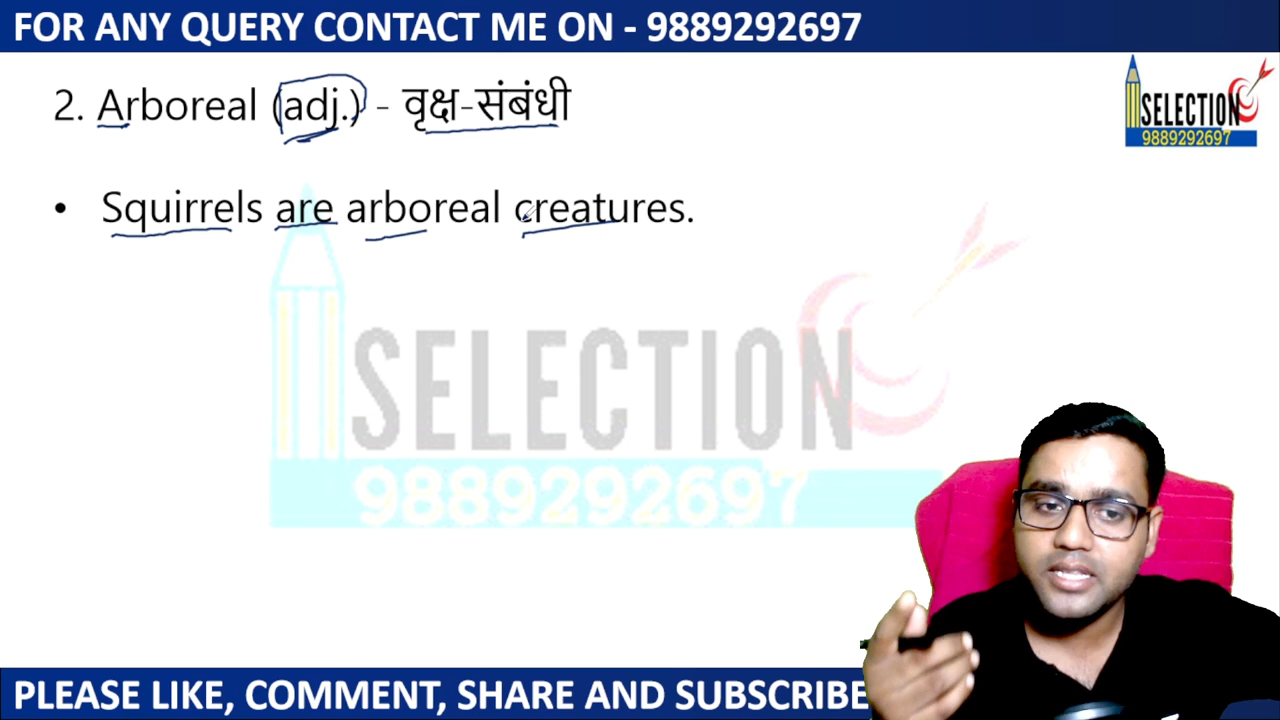 FOR ANY QUERY CONTACT ME ON - 9889292697
2. Arboreal (adj.) - वृक्ष-संबंधी
SELECTION
9889292697
• Squirrels are arboreal creatures.
SELECTION
9889292697
PLEASE LIKE, COMMENT, SHARE AND SUBSCRIBE